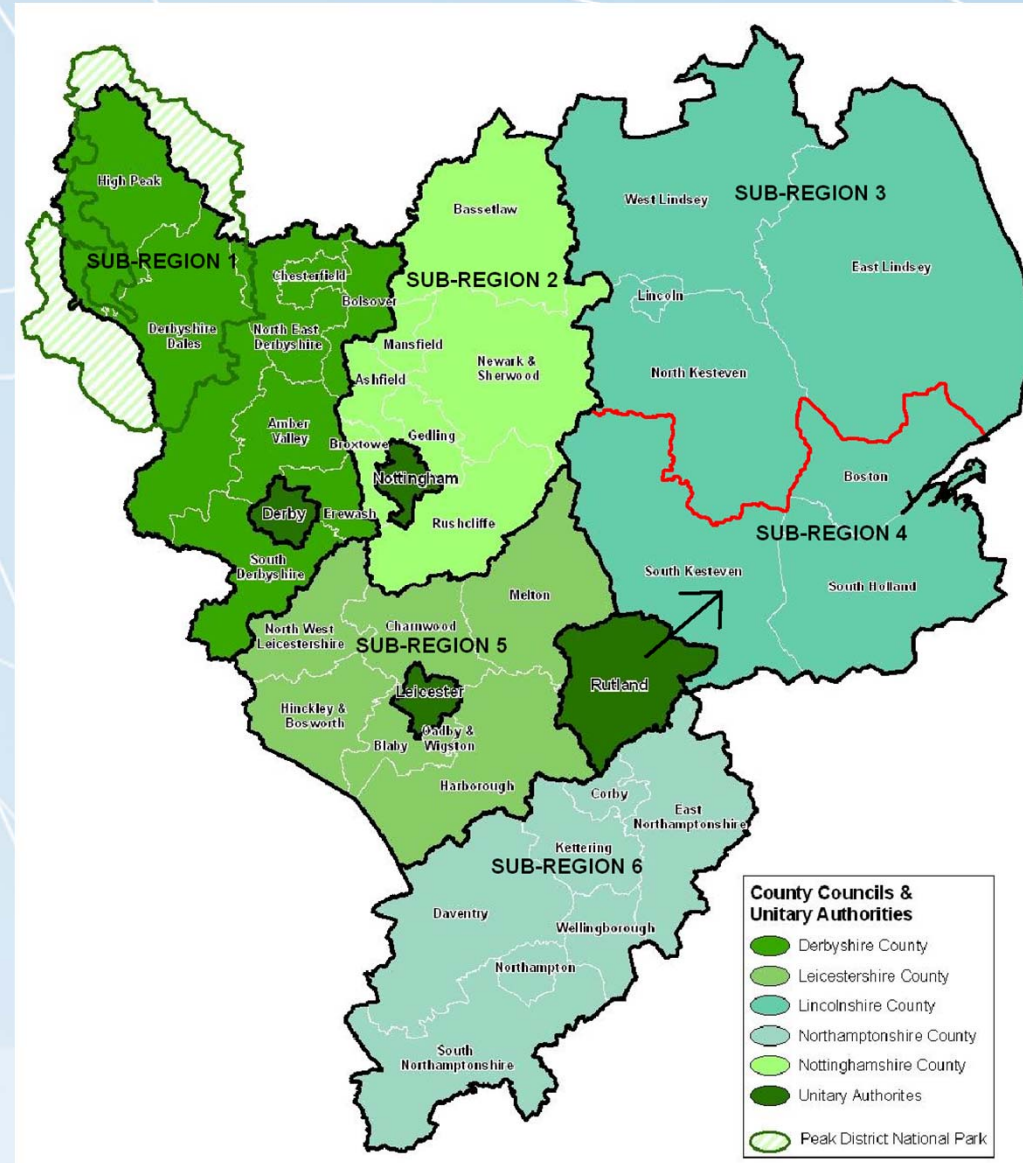 High Peak
SUB-REGION 1
Chesterfield
Bolsover
Derbyshire
Dales
North East
Derbyshire
Amber
Valley
Derby
Erewash
South
Derbyshire
Bassetlaw
SUB-REGION 2
Mansfield
Newark &
Sherwood
Ashfield
Gedling
Broxtowe
Nottingham
Rushcliffe
West Lindsey
SUB-REGION 3
East Lindsey
Lincoln
North Kesteven
Boston
SUB-REGION 4
South Kesteven
South Holland
Melton
North West
Leicestershire
Charnwood
SUB-REGION 5
Leicester
Hinckley &
Bosworth
Oadby &
Wigston
Blaby
Harborough
Rutland
Corby
East
Northamptonshire
Kettering
SUB-REGION 6
Daventry
Wellingborough
Northampton
South
Northamptonshire
County Councils &
Unitary Authorities
Derbyshire County
Leicestershire County
Lincolnshire County
Northamptonshire County
Nottinghamshire County
Unitary Authorites
Peak District National Park